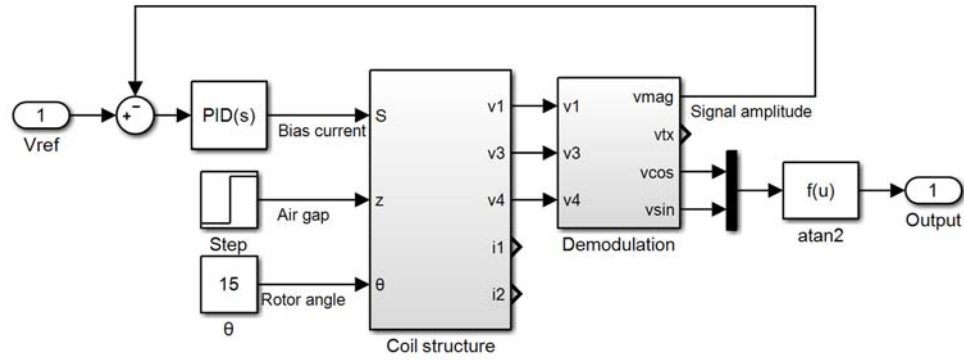 1
Vref
+
−
PID(s)
Bias current
Step
Air gap
15
θ
Rotor angle
S
z
θ
v1
v3
v4
i1
i2
Coil structure
v1
v3
v4
vmag
vtx
vcos
vsin
Demodulation
Signal amplitude
f(u)
atan2
1
Output